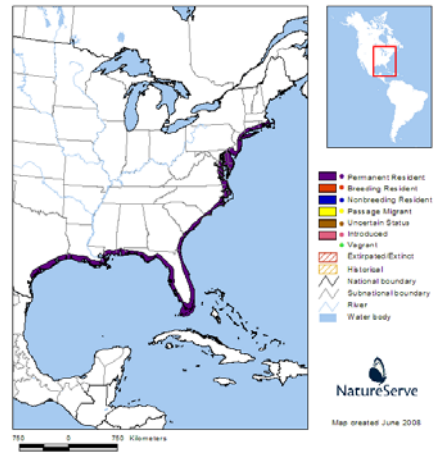 Permanent Resident
Breeding Resident
Nonbreeding Resident
Passage Migrant
Uncertain Status
Introduced
Vagrant
Extirpated/Extinct
Historical
National boundary
Subnational boundary
River
Water body
NatureServe
Map created June 2008
750 0 750 Kilometers